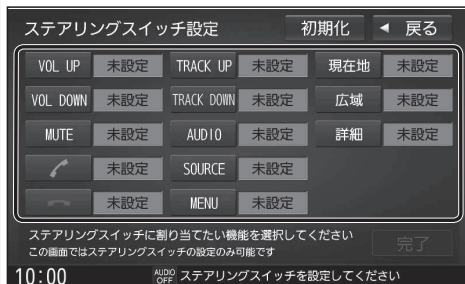 ステアリングスイッチ設定 初期化 ◀ 戻る
VOL UP 未設定 TRACK UP 未設定 現在地 未設定
VOL DOWN 未設定 TRACK DOWN 未設定 広域 未設定
MUTE 未設定 AUDIO 未設定 詳細 未設定
未設定 SOURCE 未設定
未設定 MENU 未設定
ステアリングスイッチに割り当てたい機能を選択してください
この画面ではステアリングスイッチの設定のみ可能です 完了
10:00 AUDIO OFF ステアリングスイッチを設定してください